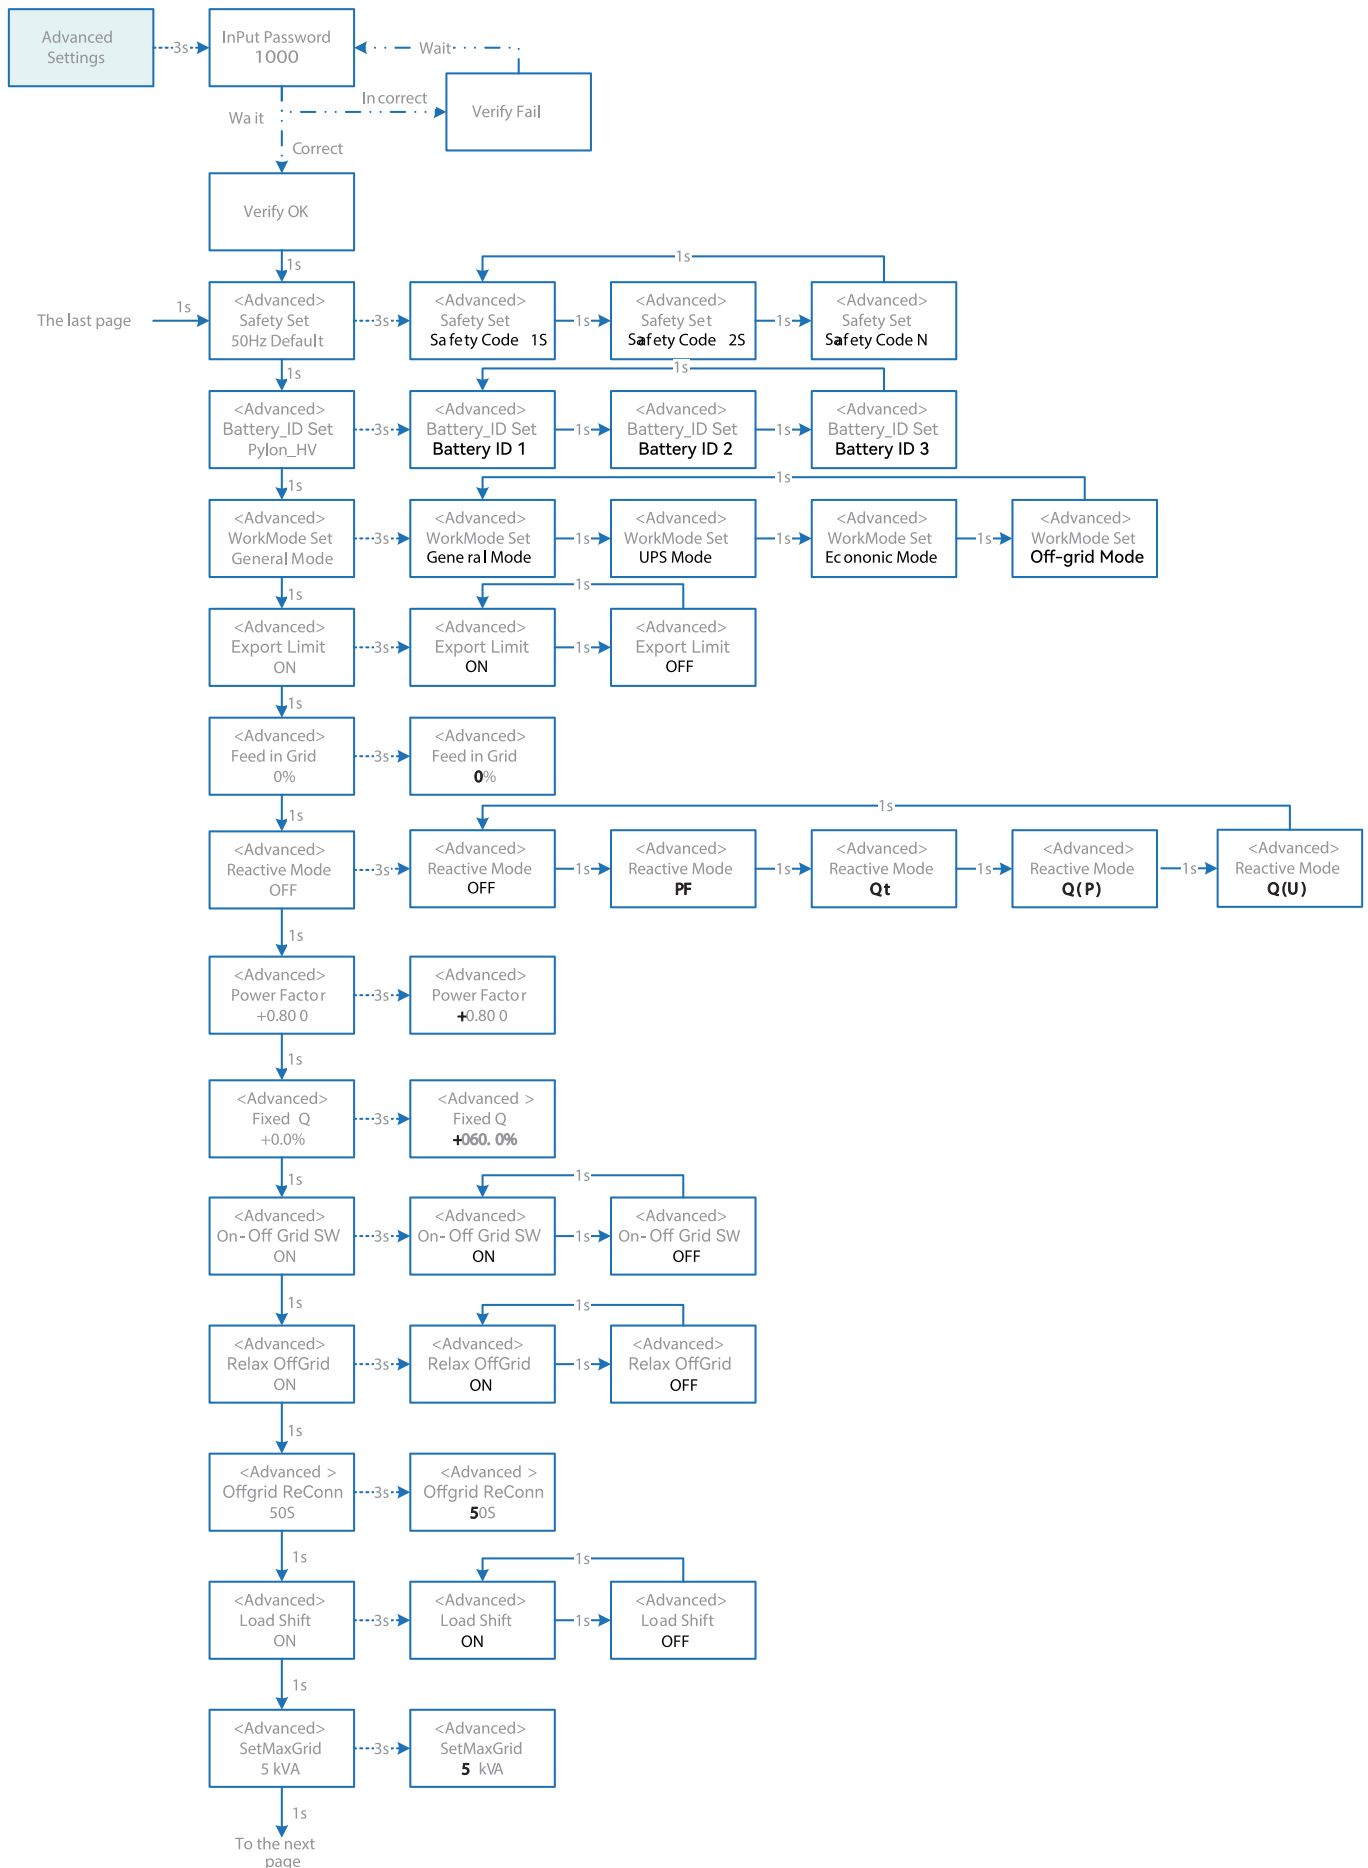 Advanced
Settings
3s
InPut Password
1000
Wait
In correct
Verify Fail
Wa it
Correct
Verify OK
1s
1s
The last page
1s
<Advanced>
Safety Set
50Hz Default
3s
<Advanced>
Safety Set
Safety Code 1S
1s
<Advanced>
Safety Set
Safety Code 2S
1s
<Advanced>
Safety Set
Safety Code N
1s
1s
<Advanced>
Battery_ID Set
Pylon_HV
3s
<Advanced>
Battery_ID Set
Battery ID 1
1s
<Advanced>
Battery_ID Set
Battery ID 2
1s
<Advanced>
Battery_ID Set
Battery ID 3
1s
1s
<Advanced>
WorkMode Set
General Mode
3s
<Advanced>
WorkMode Set
General Mode
1s
<Advanced>
WorkMode Set
UPS Mode
1s
<Advanced>
WorkMode Set
Econonic Mode
1s
<Advanced>
WorkMode Set
Off-grid Mode
1s
1s
<Advanced>
Export Limit
ON
3s
<Advanced>
Export Limit
ON
1s
<Advanced>
Export Limit
OFF
1s
<Advanced>
Feed in Grid
0%
3s
<Advanced>
Feed in Grid
0%
1s
1s
<Advanced>
Reactive Mode
OFF
3s
<Advanced>
Reactive Mode
OFF
1s
<Advanced>
Reactive Mode
PF
1s
<Advanced>
Reactive Mode
Qt
1s
<Advanced>
Reactive Mode
Q(P)
1s
<Advanced>
Reactive Mode
Q(U)
1s
<Advanced>
Power Factor
+0.80 0
3s
<Advanced>
Power Factor
+0.80 0
1s
<Advanced>
Fixed Q
+0.0%
3s
<Advanced >
Fixed Q
+060. 0%
1s
1s
<Advanced>
On-Off Grid SW
ON
3s
<Advanced>
On-Off Grid SW
ON
1s
<Advanced>
On-Off Grid SW
OFF
1s
1s
<Advanced>
Relax OffGrid
ON
3s
<Advanced>
Relax OffGrid
ON
1s
<Advanced>
Relax OffGrid
OFF
1s
<Advanced >
Offgrid ReConn
50S
3s
<Advanced >
Offgrid ReConn
50S
1s
1s
<Advanced>
Load Shift
ON
3s
<Advanced>
Load Shift
ON
1s
<Advanced>
Load Shift
OFF
1s
<Advanced>
SetMaxGrid
5 kVA
3s
<Advanced>
SetMaxGrid
5 kVA
1s
To the next
page